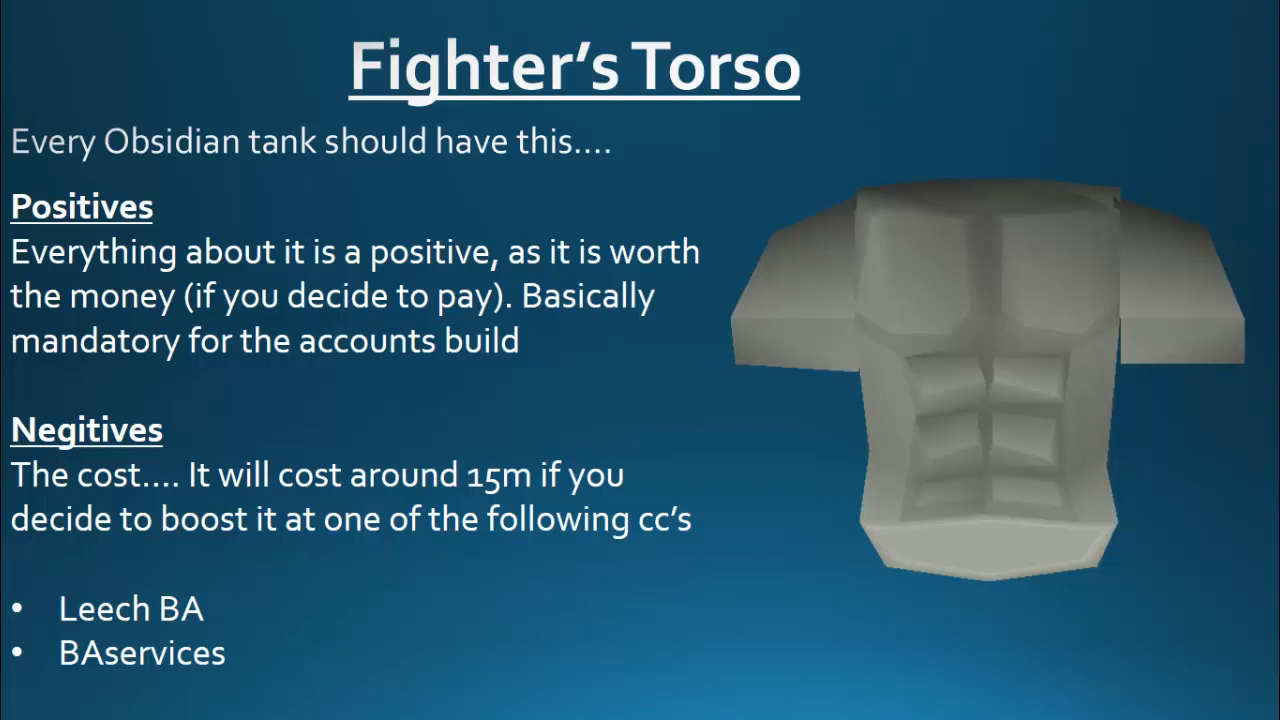 Fighter’s Torso
Every Obsidian tank should have this....
Positives
Everything about it is a positive, as it is worth
the money (if you decide to pay). Basically
mandatory for the accounts build
Negitives
The cost.... It will cost around 15m if you
decide to boost it at one of the following cc’s
• Leech BA
• BAservices